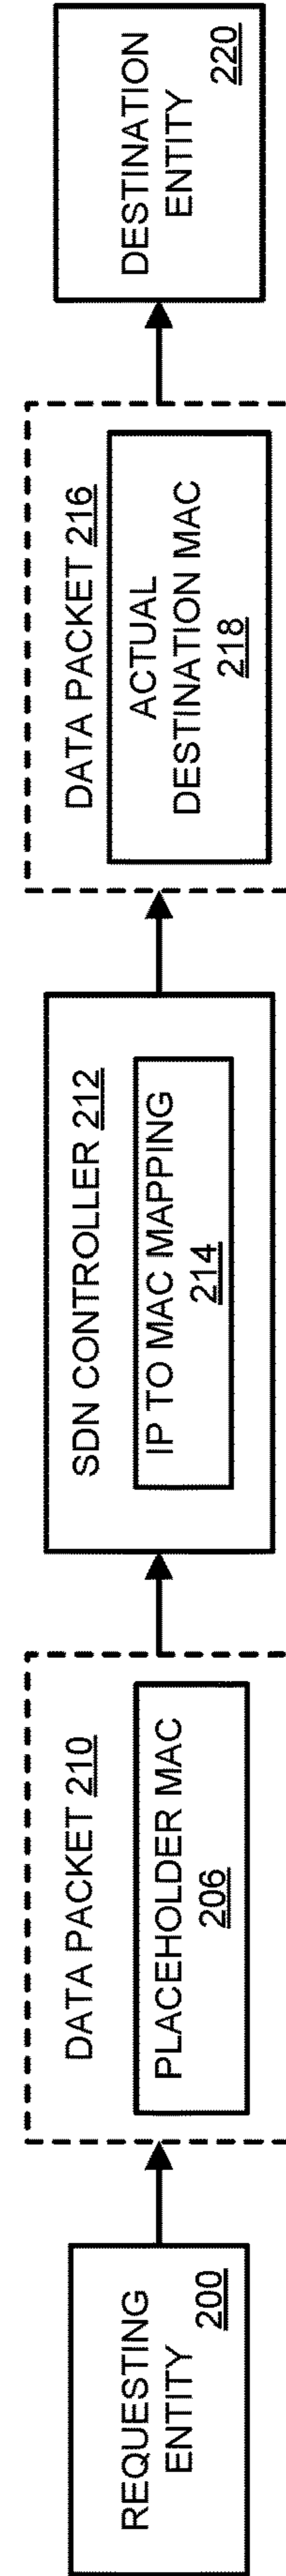 REQUESTING
ENTITY
200
DATA PACKET 210
PLACEHOLDER MAC
206
SDN CONTROLLER 212
IP TO MAC MAPPING
214
DATA PACKET 216
ACTUAL
DESTINATION MAC
218
DESTINATION
ENTITY
220